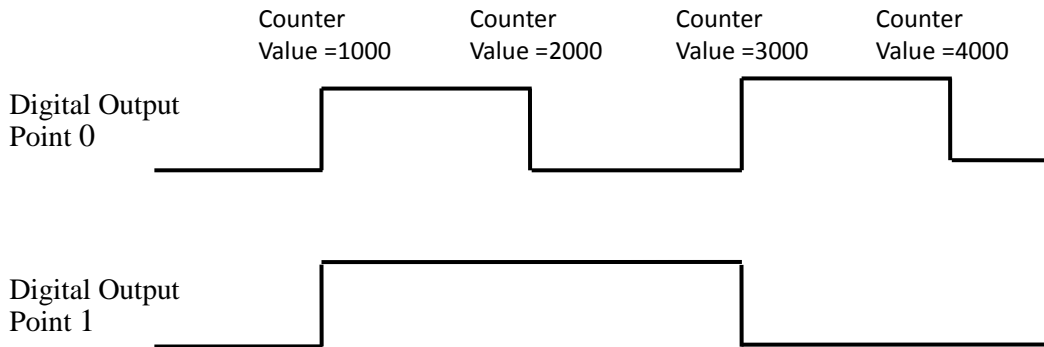 Counter
Value =1000
Counter
Value =2000
Counter
Value =3000
Counter
Value =4000
Digital Output
Point 0
Digital Output
Point 1